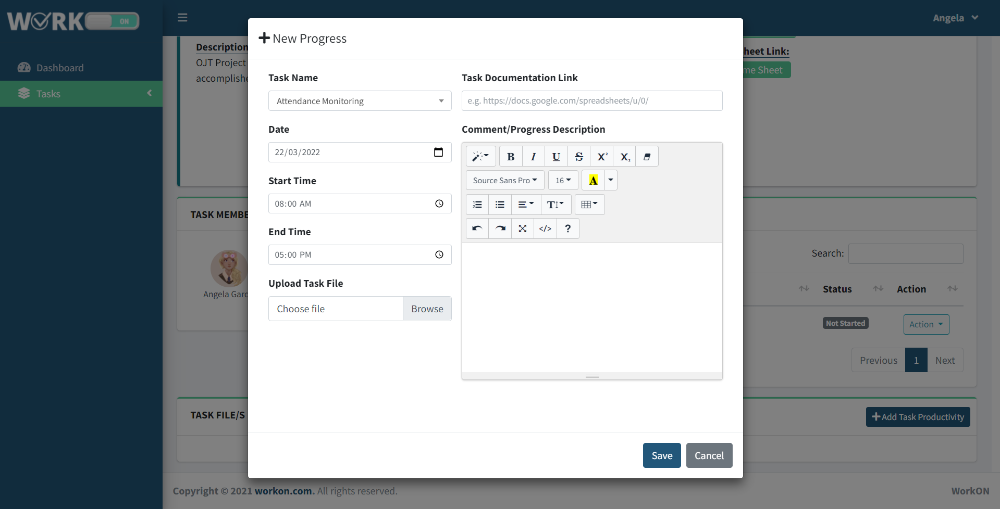 WORK ON
Angela
Dashboard
Tasks
Description
OJT Project
accomplishe
heet Link:
me Sheet
New Progress
Task Name
Attendance Monitoring
Date
22/03/2022
Start Time
08:00 AM
End Time
05:00 PM
Upload Task File
Choose file Browse
Task Documentation Link
e.g. https://docs.google.com/spreadsheets/u/0/
Comment/Progress Description
B I U S X² X₂
Source Sans Pro 16 A
T
</> ?
Save Cancel
TASK MEMBE
Angela Garc
Search:
Status Action
Not Started Action
Previous 1 Next
TASK FILE/S
Add Task Productivity
Copyright © 2021 workon.com. All rights reserved.
WorkON